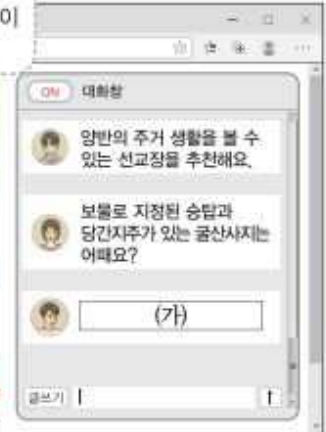 이
ON 대화창
양반의 주거 생활을 볼 수
있는 선교장을 추천해요.
보물로 지정된 승탑과
당간지주가 있는 굴산사지는
어때요?
(가)
글쓰기